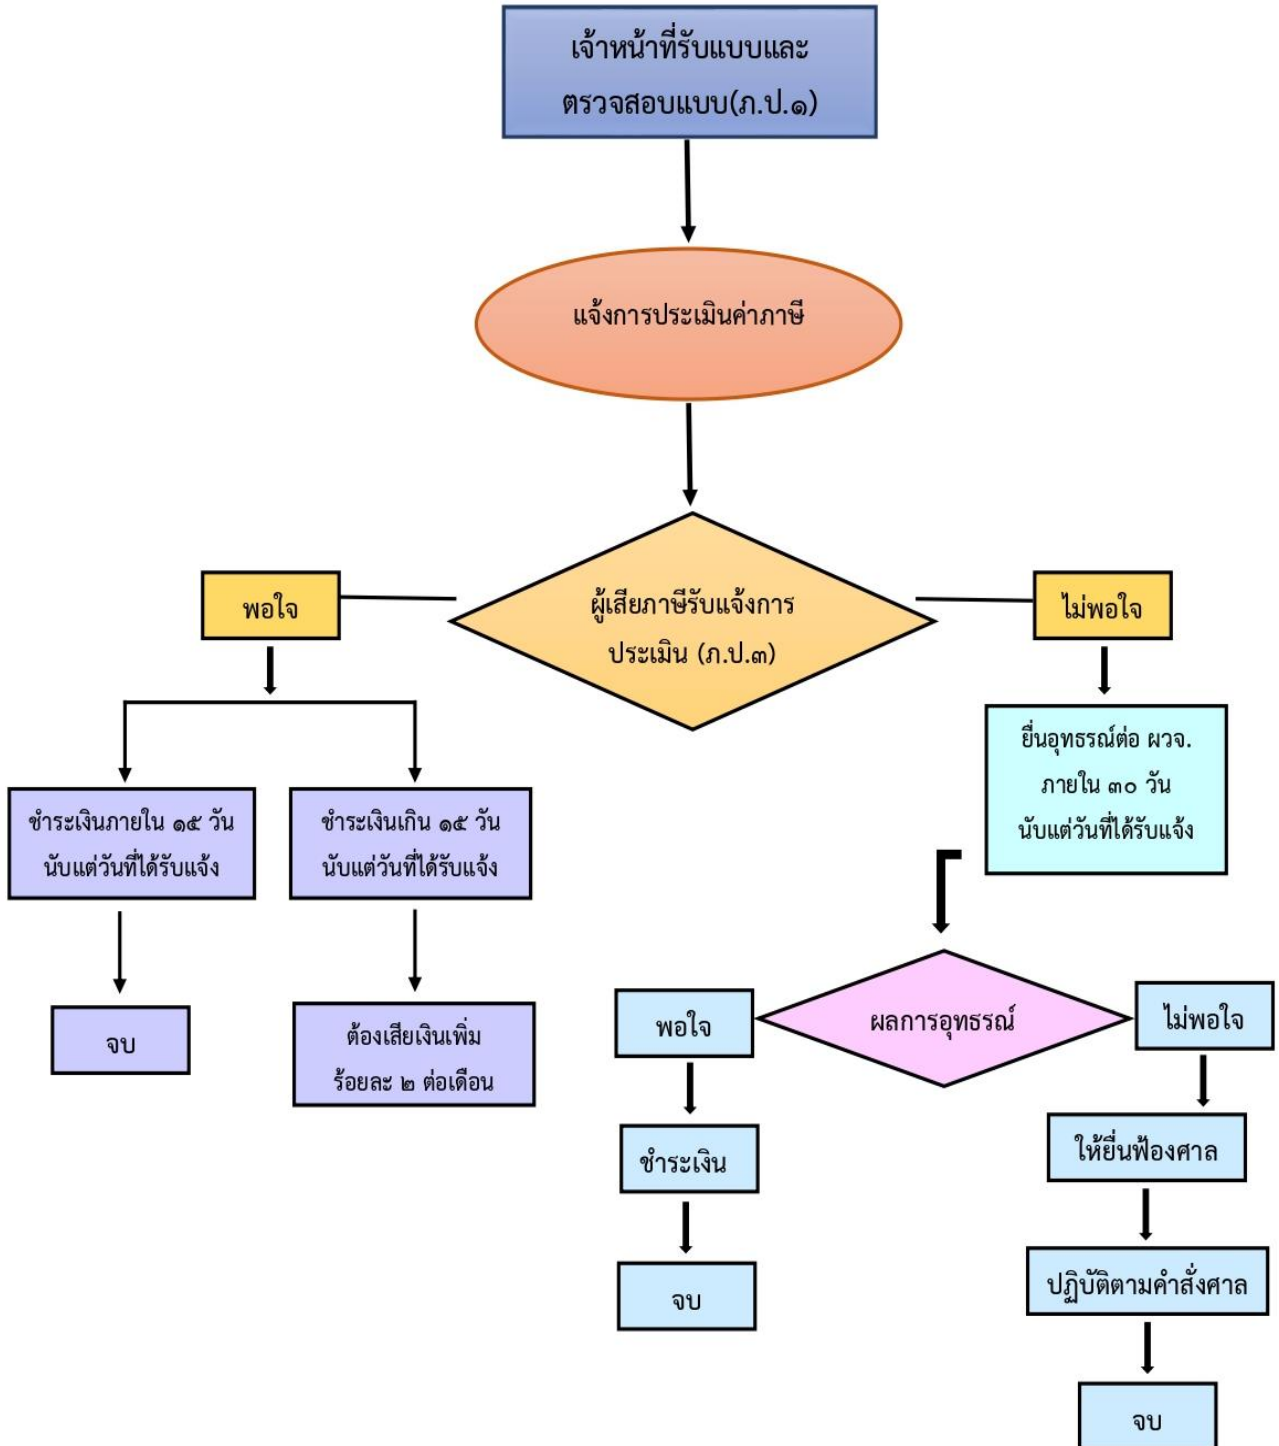 เจ้าหน้าที่รับแบบและ
ตรวจสอบแบบ(ภ.ป.๑)
แจ้งการประเมินค่าภาษี
ผู้เสียภาษีรับแจ้งการ
ประเมิน (ภ.ป.๓)
พอใจ
ไม่พอใจ
ชำระเงินภายใน ๑๕ วัน
นับแต่วันที่ได้รับแจ้ง
ชำระเงินเกิน ๑๕ วัน
นับแต่วันที่ได้รับแจ้ง
ยื่นอุทธรณ์ต่อ ผวจ.
ภายใน ๓๐ วัน
นับแต่วันที่ได้รับแจ้ง
จบ
ต้องเสียเงินเพิ่ม
ร้อยละ ๒ ต่อเดือน
ผลการอุทธรณ์
พอใจ
ไม่พอใจ
ชำระเงิน
ให้ยื่นฟ้องศาล
จบ
ปฏิบัติตามคำสั่งศาล
จบ